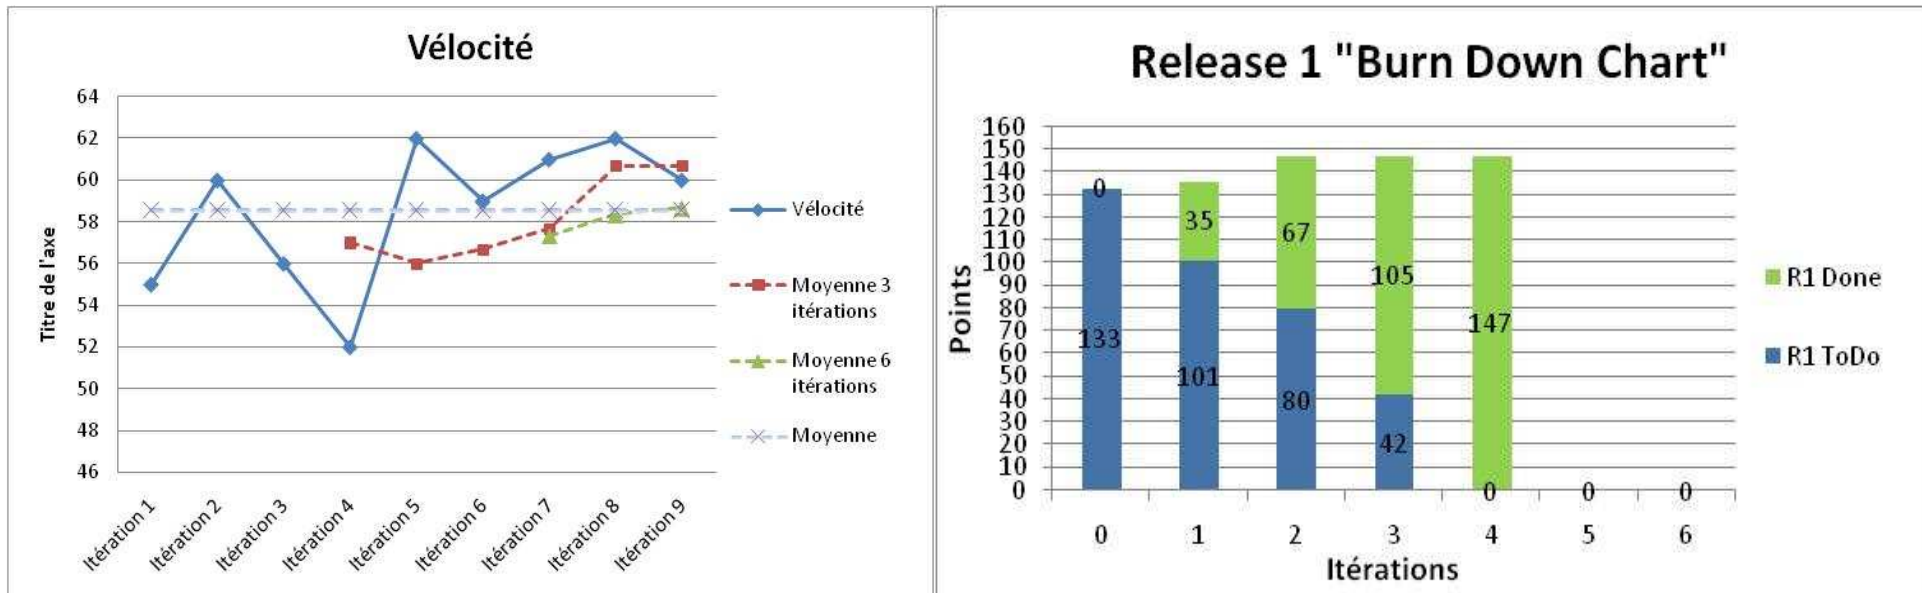 Vélocité
64
62
60
58
56
54
52
50
48
46
Titre de l'axe
Itération 1
Itération 2
Itération 3
Itération 4
Itération 5
Itération 6
Itération 7
Itération 8
Itération 9
Vélocité
Moyenne 3
itérations
Moyenne 6
itérations
Moyenne
Release 1 "Burn Down Chart"
160
150
140
130
120
110
100
90
80
70
60
50
40
30
20
10
0
Points
0
133
35
101
67
80
105
42
147
0
0
0
0 1 2 3 4 5 6
Itérations
R1 Done
R1 ToDo